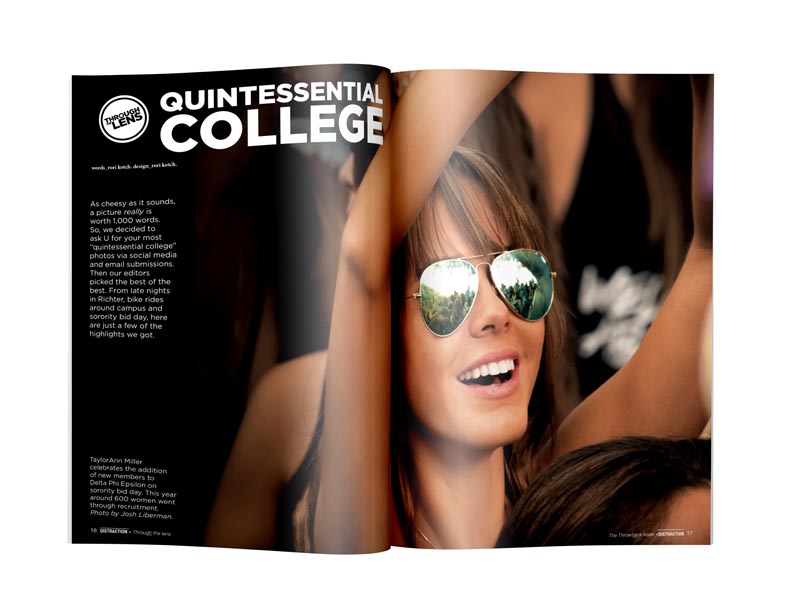 THROUGH
LENS
QUINTESSENTIAL
COLLEGE
words_rori kotch. design_rori kotch.
As cheesy as it sounds,
a picture really is
worth 1,000 words.
So, we decided to
ask U for your most
“quintessential college”
photos via social media
and email submissions.
Then our editors
picked the best of the
best. From late nights
in Richter, bike rides
around campus and
sorority bid day, here
are just a few of the
highlights we got.
TaylorAnn Miller
celebrates the addition
of new members to
Delta Phi Epsilon on
sorority bid day. This year
around 600 women went
through recruitment.
Photo by Josh Liberman.
16 DISTRACTION • Through the lens
The Throwback Issue • DISTRACTION 17